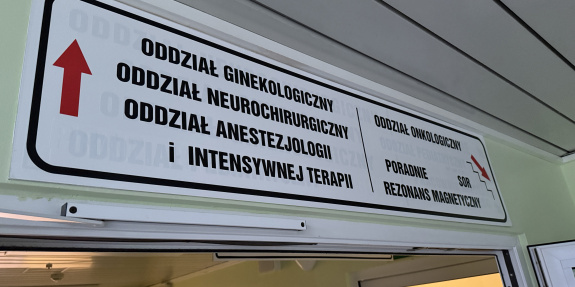 ODDZIAŁ GINEKOLOGICZNY
ODDZIAŁ NEUROCHIRURGICZNY
ODDZIAŁ ANESTEZJOLOGII
i INTENSYWNEJ TERAPII
ODDZIAŁ ONKOLOGICZNY
PORADNIE SOR
REZONANS MAGNETYCZNY